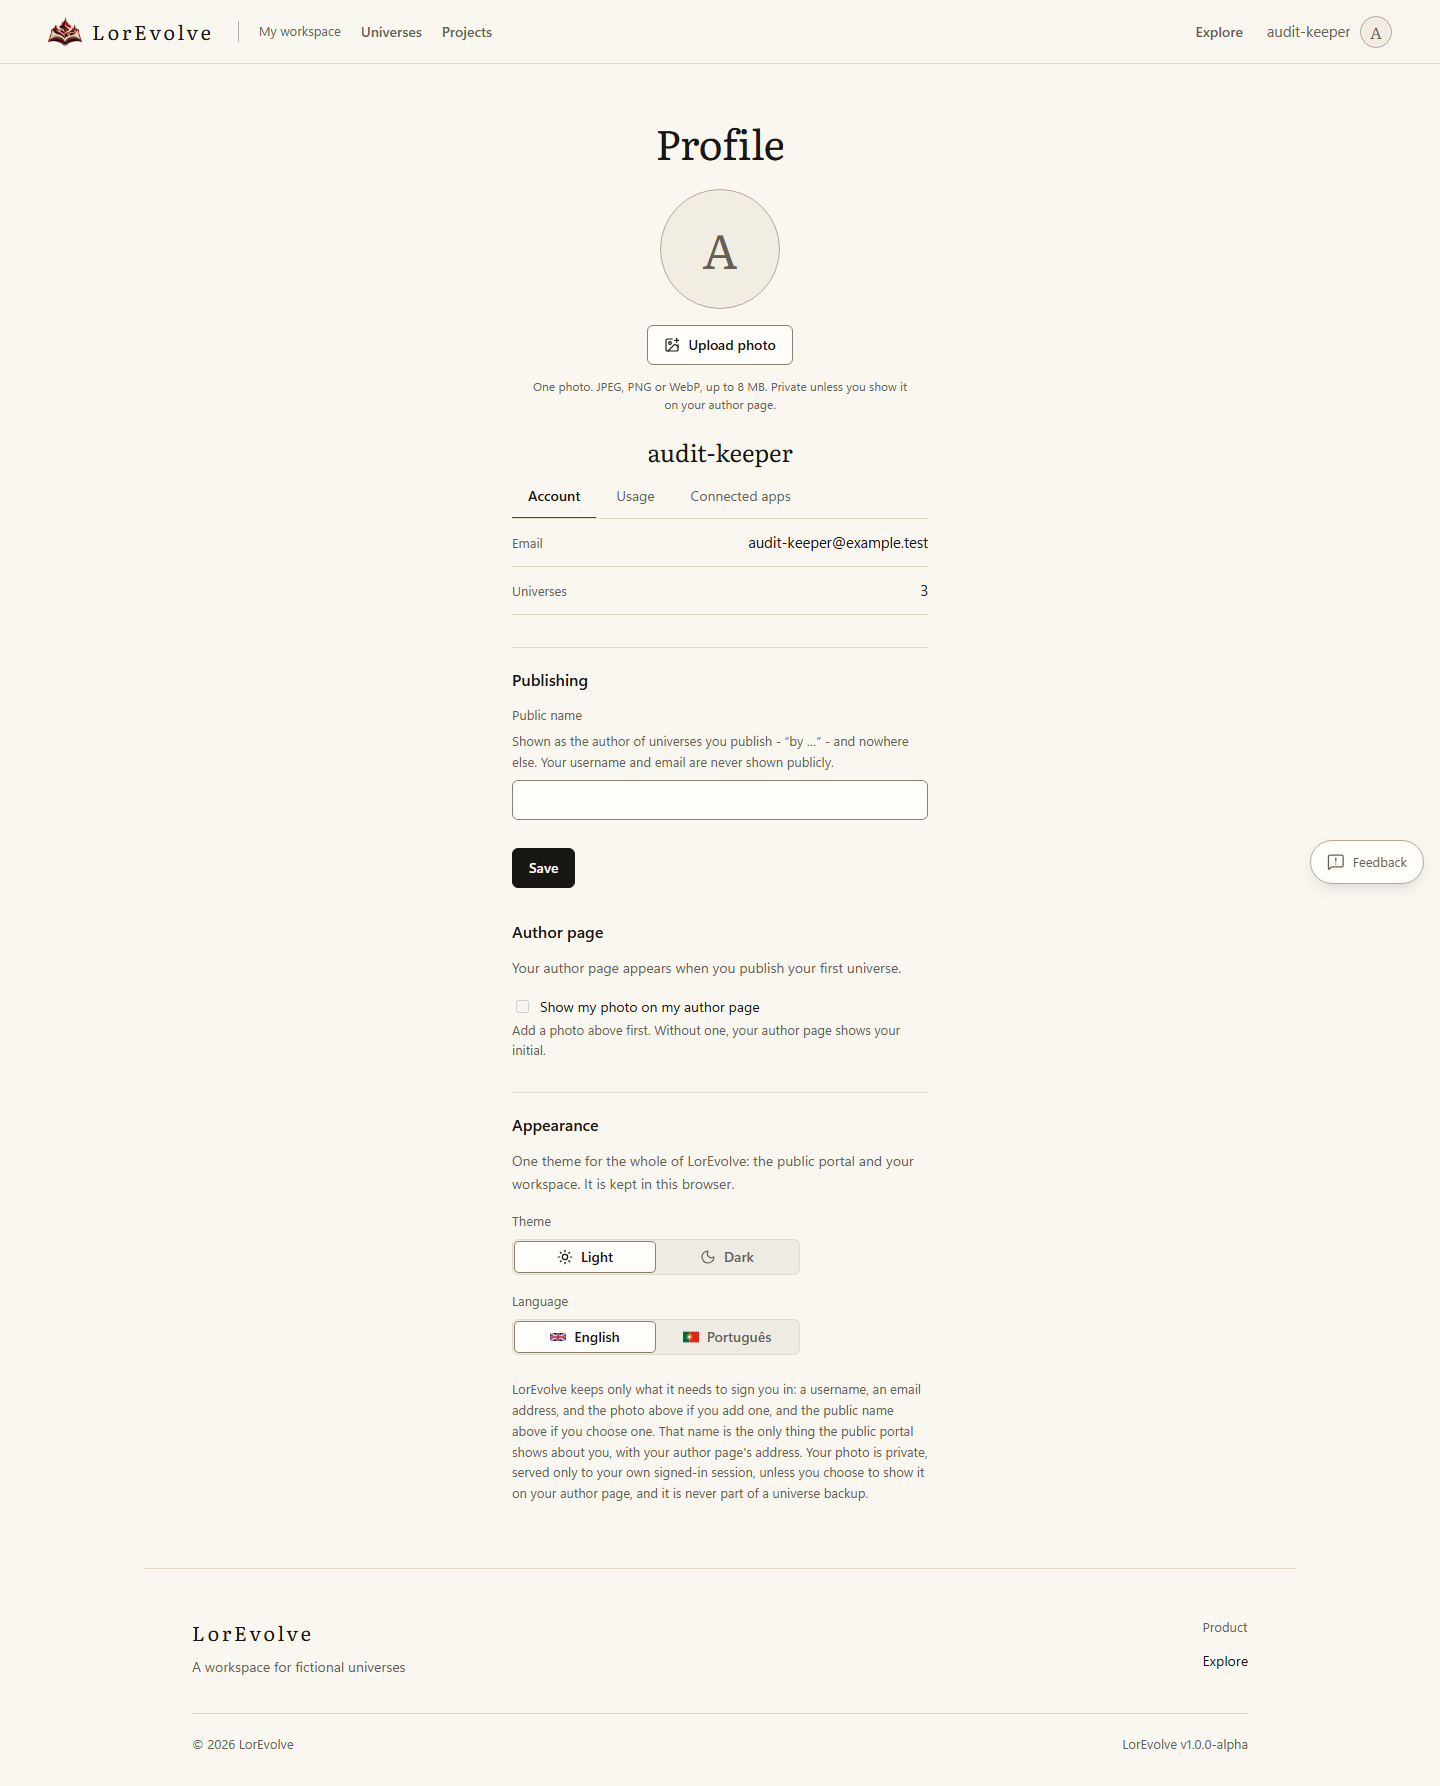 LorEvolve
My workspace
Universes
Projects
Explore
audit-keeper
A
Profile
A
Upload photo
One photo. JPEG, PNG or WebP, up to 8 MB. Private unless you show it
on your author page.
audit-keeper
Account
Usage
Connected apps
Email
audit-keeper@example.test
Universes
3
Publishing
Public name
Shown as the author of universes you publish - “by …” - and nowhere
else. Your username and email are never shown publicly.
Save
Author page
Your author page appears when you publish your first universe.
Show my photo on my author page
Add a photo above first. Without one, your author page shows your
initial.
Feedback
Appearance
One theme for the whole of LorEvolve: the public portal and your
workspace. It is kept in this browser.
Theme
Light
Dark
Language
English
Português
LorEvolve keeps only what it needs to sign you in: a username, an email
address, and the photo above if you add one, and the public name
above if you choose one. That name is the only thing the public portal
shows about you, with your author page's address. Your photo is private,
served only to your own signed-in session, unless you choose to show it
on your author page, and it is never part of a universe backup.
LorEvolve
A workspace for fictional universes
Product
Explore
© 2026 LorEvolve
LorEvolve v1.0.0-alpha